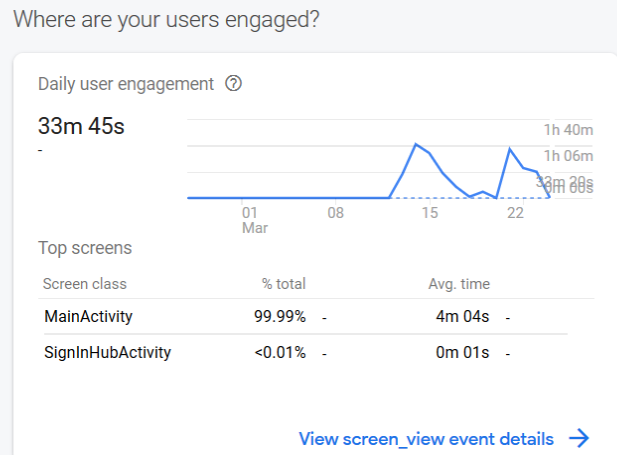 Where are your users engaged?
Daily user engagement ?
33m 45s
-
1h 40m
1h 06m
33m 20s
0m 00s
01 08 15 22
Mar
Top screens
Screen class % total Avg. time
MainActivity 99.99% - 4m 04s -
SignInHubActivity <0.01% - 0m 01s -
View screen_view event details